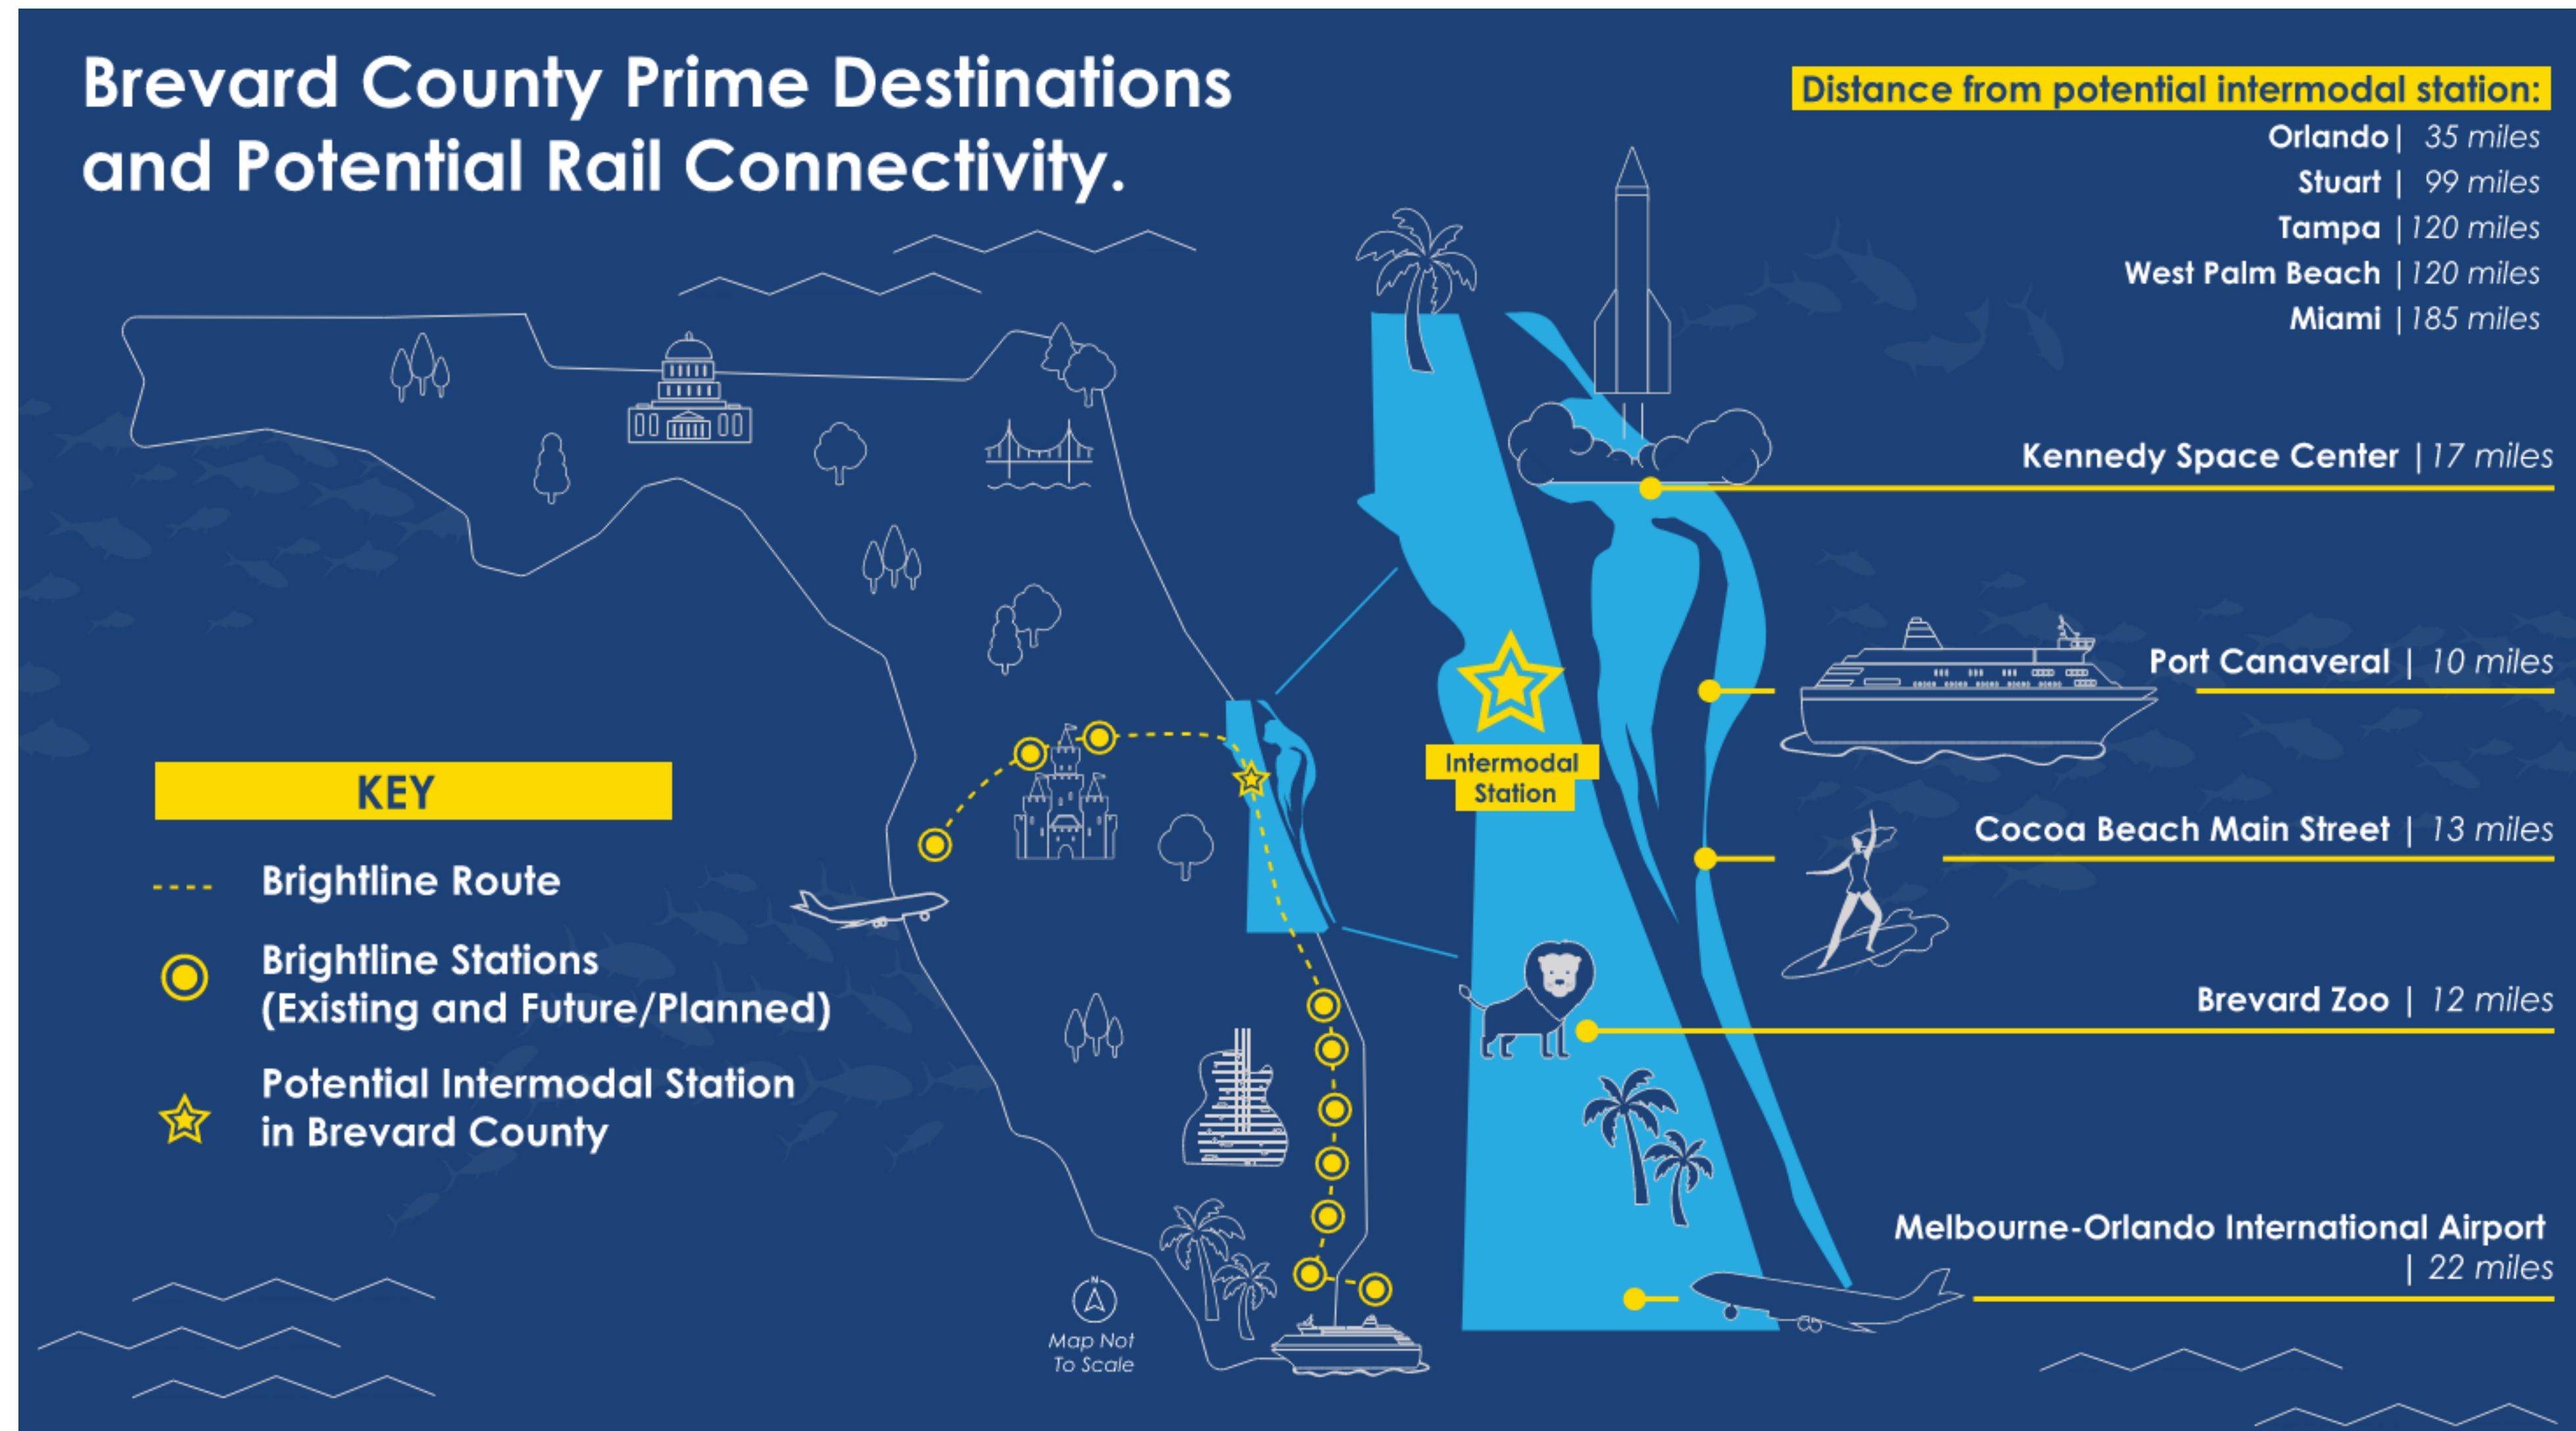 Brevard County Prime Destinations
and Potential Rail Connectivity.
Distance from potential intermodal station:
Orlando | 35 miles
Stuart | 99 miles
Tampa | 120 miles
West Palm Beach | 120 miles
Miami | 185 miles
Kennedy Space Center | 17 miles
Port Canaveral | 10 miles
Intermodal
Station
Cocoa Beach Main Street | 13 miles
Brevard Zoo | 12 miles
Melbourne-Orlando International Airport
| 22 miles
KEY
Brightline Route
Brightline Stations
(Existing and Future/Planned)
Potential Intermodal Station
in Brevard County
N
Map Not
To Scale